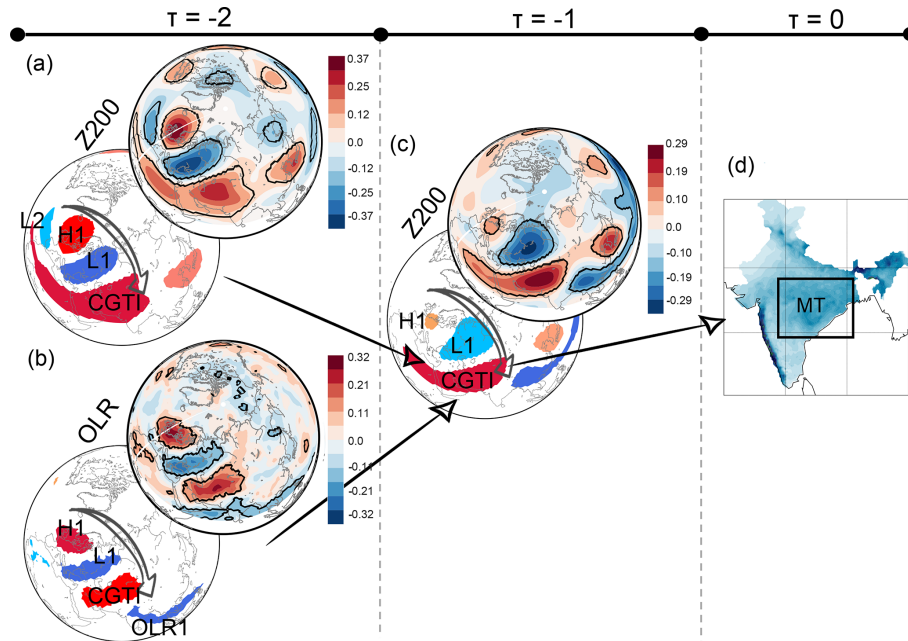 τ = -2
τ = -1
τ = 0
(a)
Z200
0.37
0.25
0.12
0.0
-0.12
-0.25
-0.37
L2
H1
L1
CGTI
(b)
OLR
0.32
0.21
0.11
0.0
-0.21
-0.32
H1
L1
CGTI
OLR1
(c)
Z200
0.29
0.19
0.10
0.0
-0.10
-0.19
-0.29
H1
L1
CGTI
(d)
MT